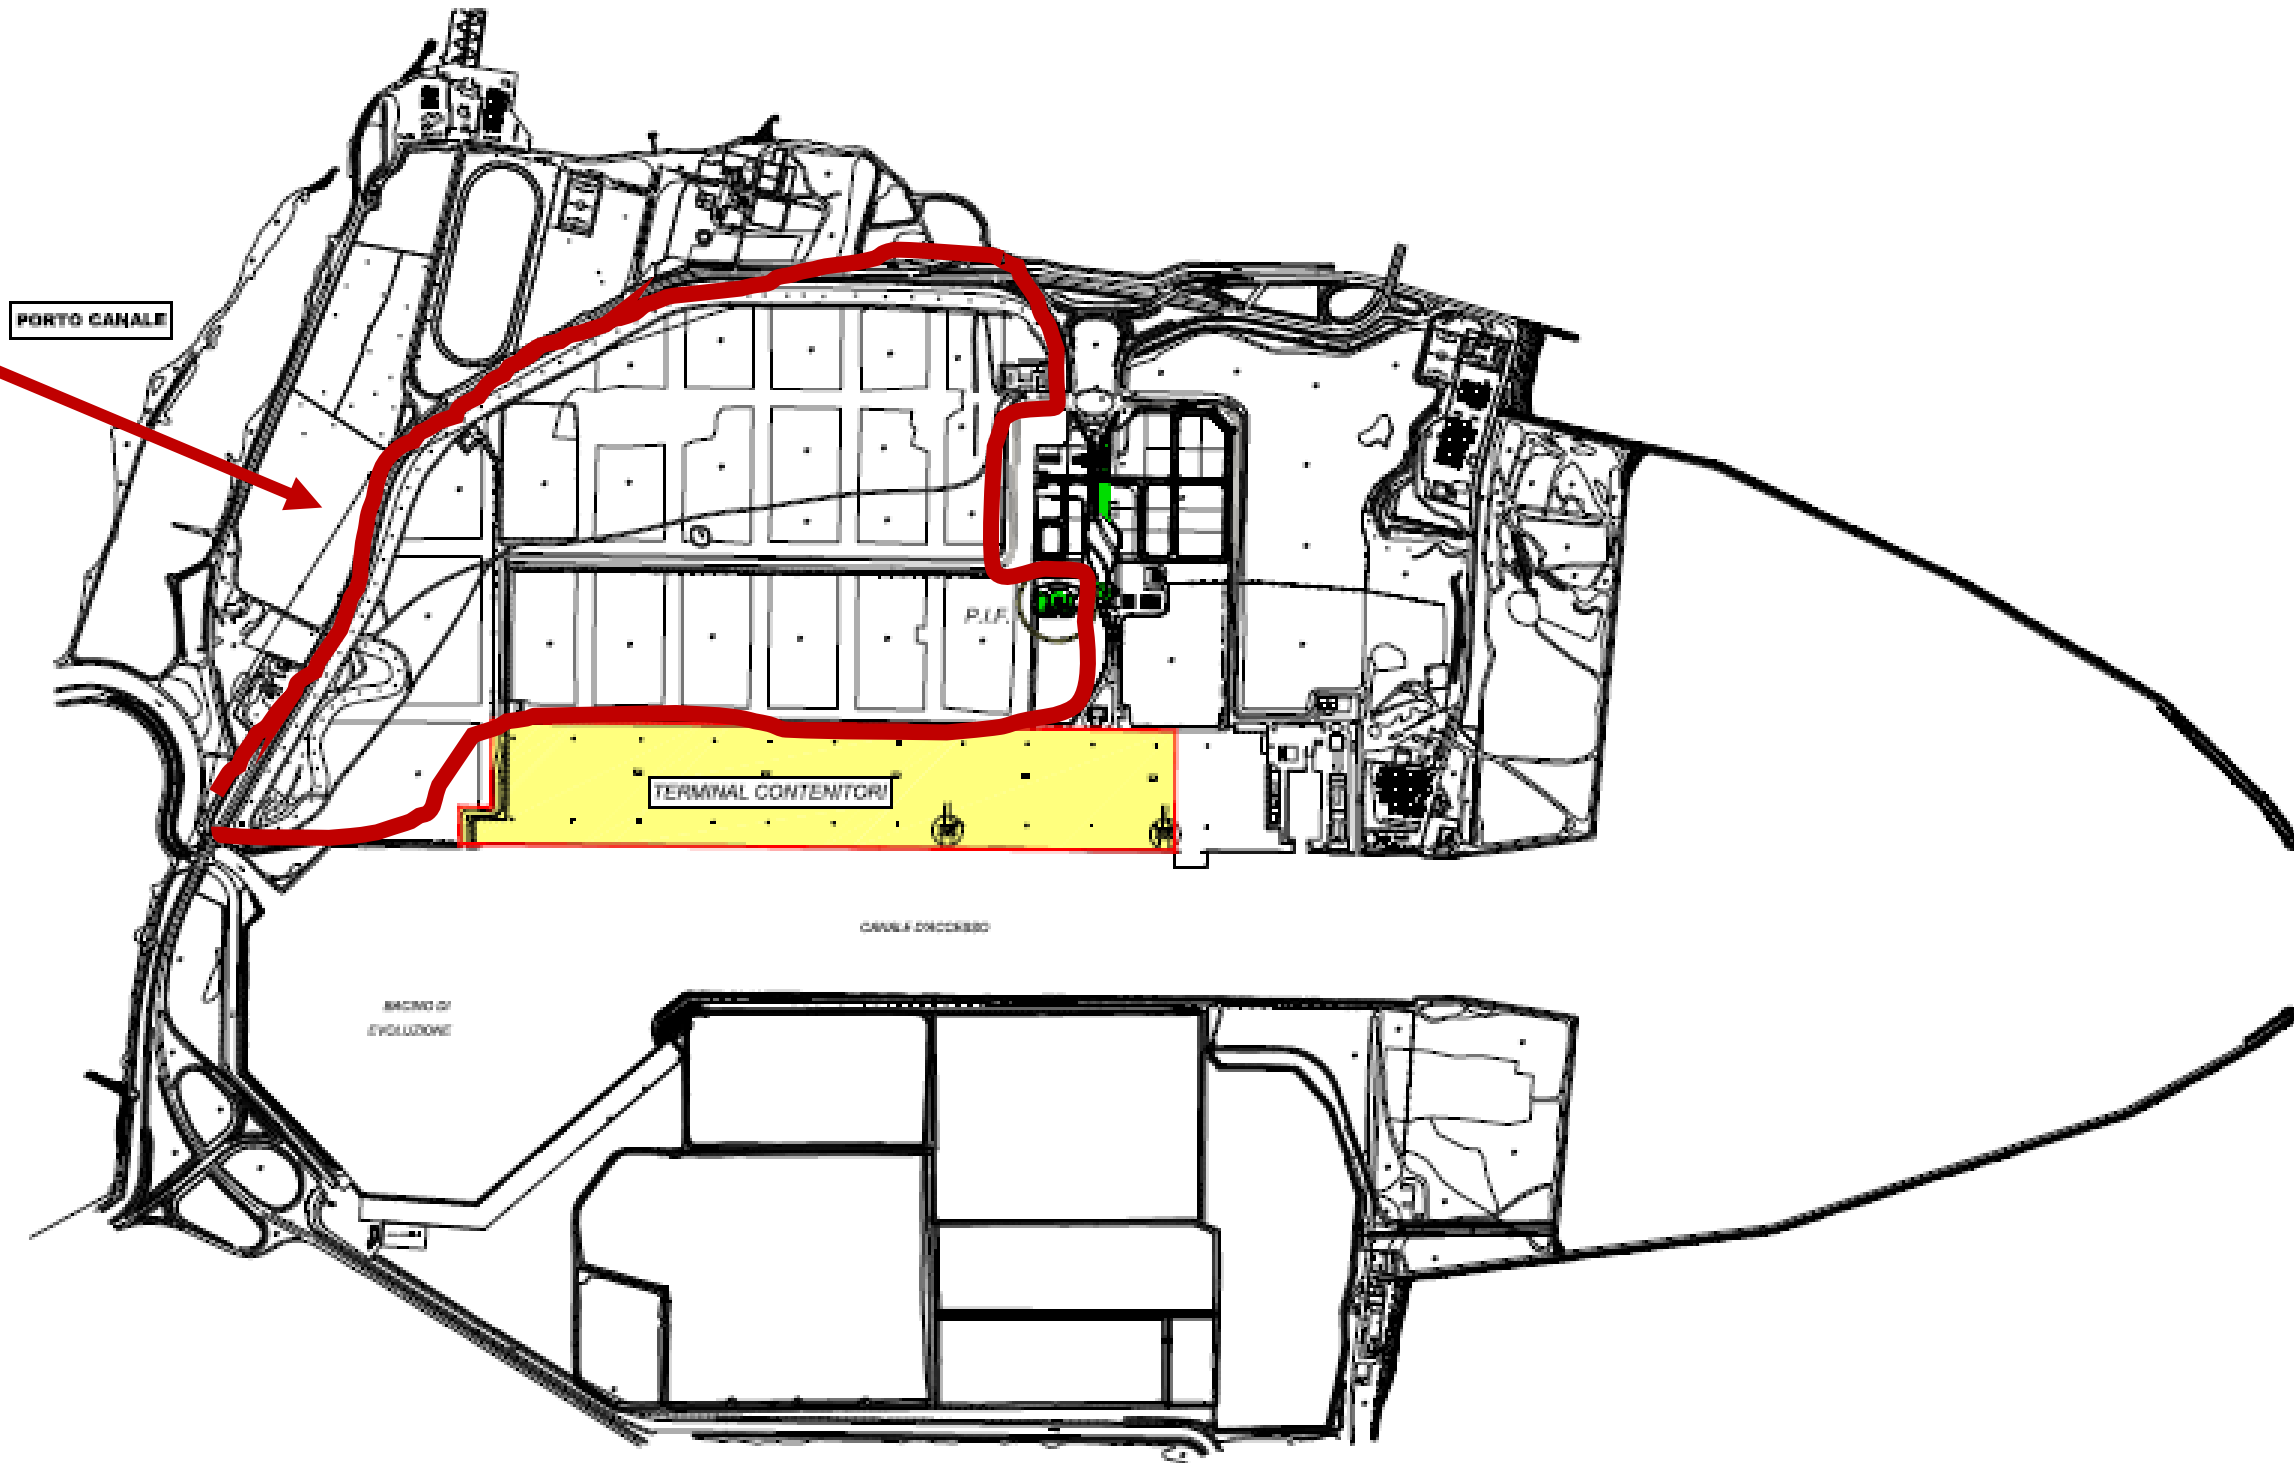 PORTO CANALE
P.I.F.
TERMINAL CONTENITORI
CANALE D'ACCESSO
BACINO DI
EVOLUZIONE